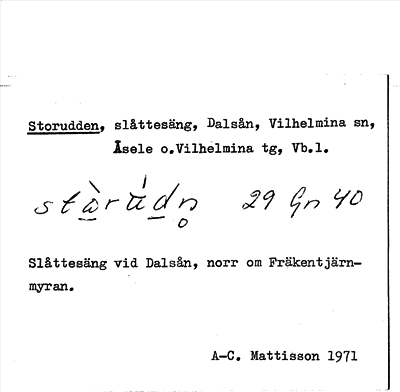 Storudden, slåttesäng, Dalsån, Vilhelmina sn,
Åsele o.Vilhelmina tg, Vb.l.
29 Gn 40
Slåttesäng vid Dalsån, norr om Fräkentjärn-
myran.
A-C. Mattisson 1971